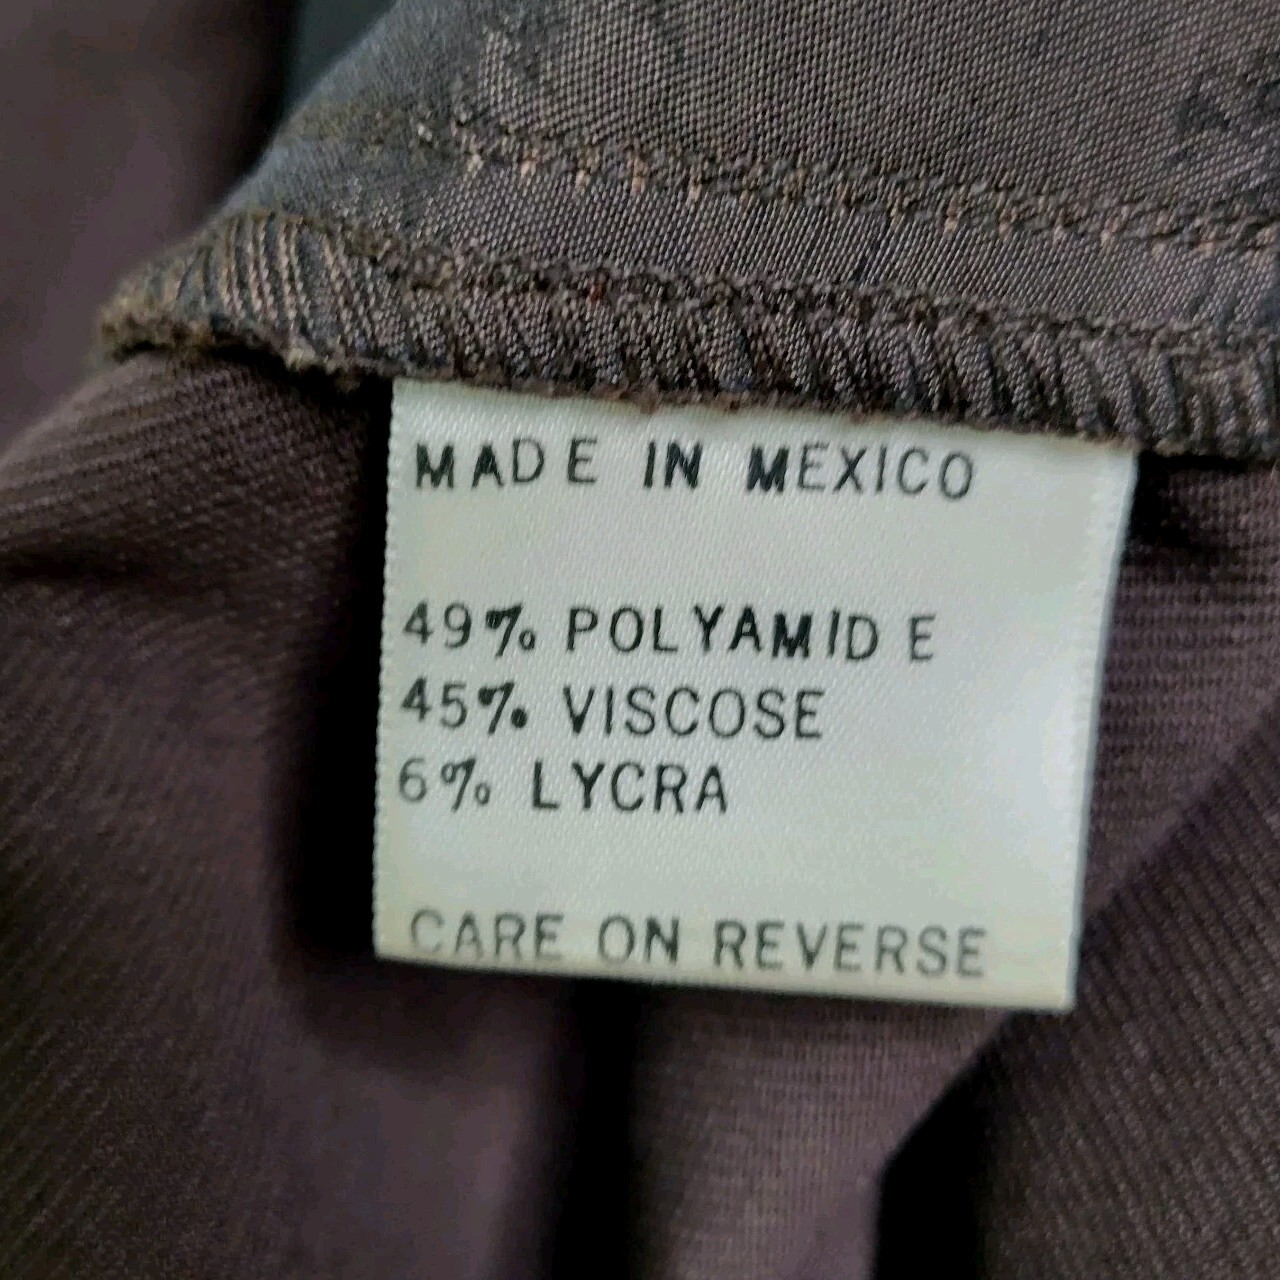 MADE IN MEXICO
49% POLYAMIDE
45% VISCOSE
6% LYCRA
CARE ON REVERSE